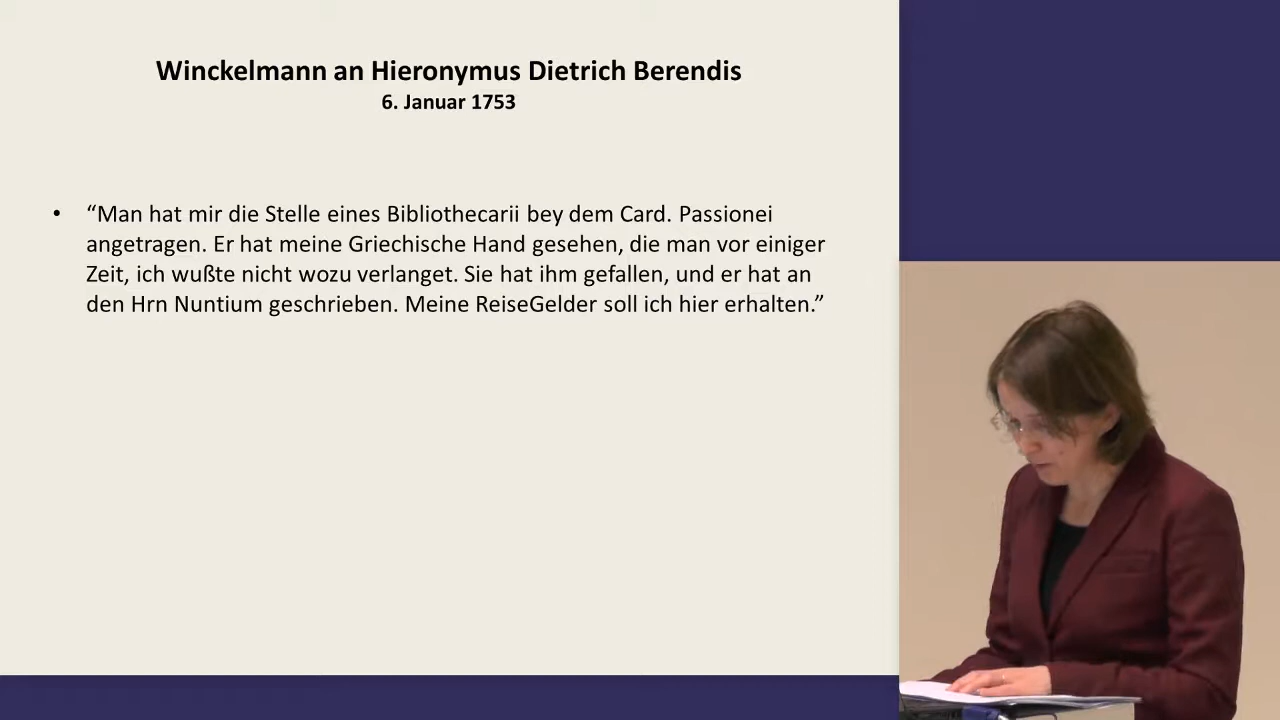 Winckelmann an Hieronymus Dietrich Berendis
6. Januar 1753
• “Man hat mir die Stelle eines Bibliothecarii bey dem Card. Passionei
angetragen. Er hat meine Griechische Hand gesehen, die man vor einiger
Zeit, ich wußte nicht wozu verlanget. Sie hat ihm gefallen, und er hat an
den Hrn Nuntium geschrieben. Meine ReiseGelder soll ich hier erhalten.”